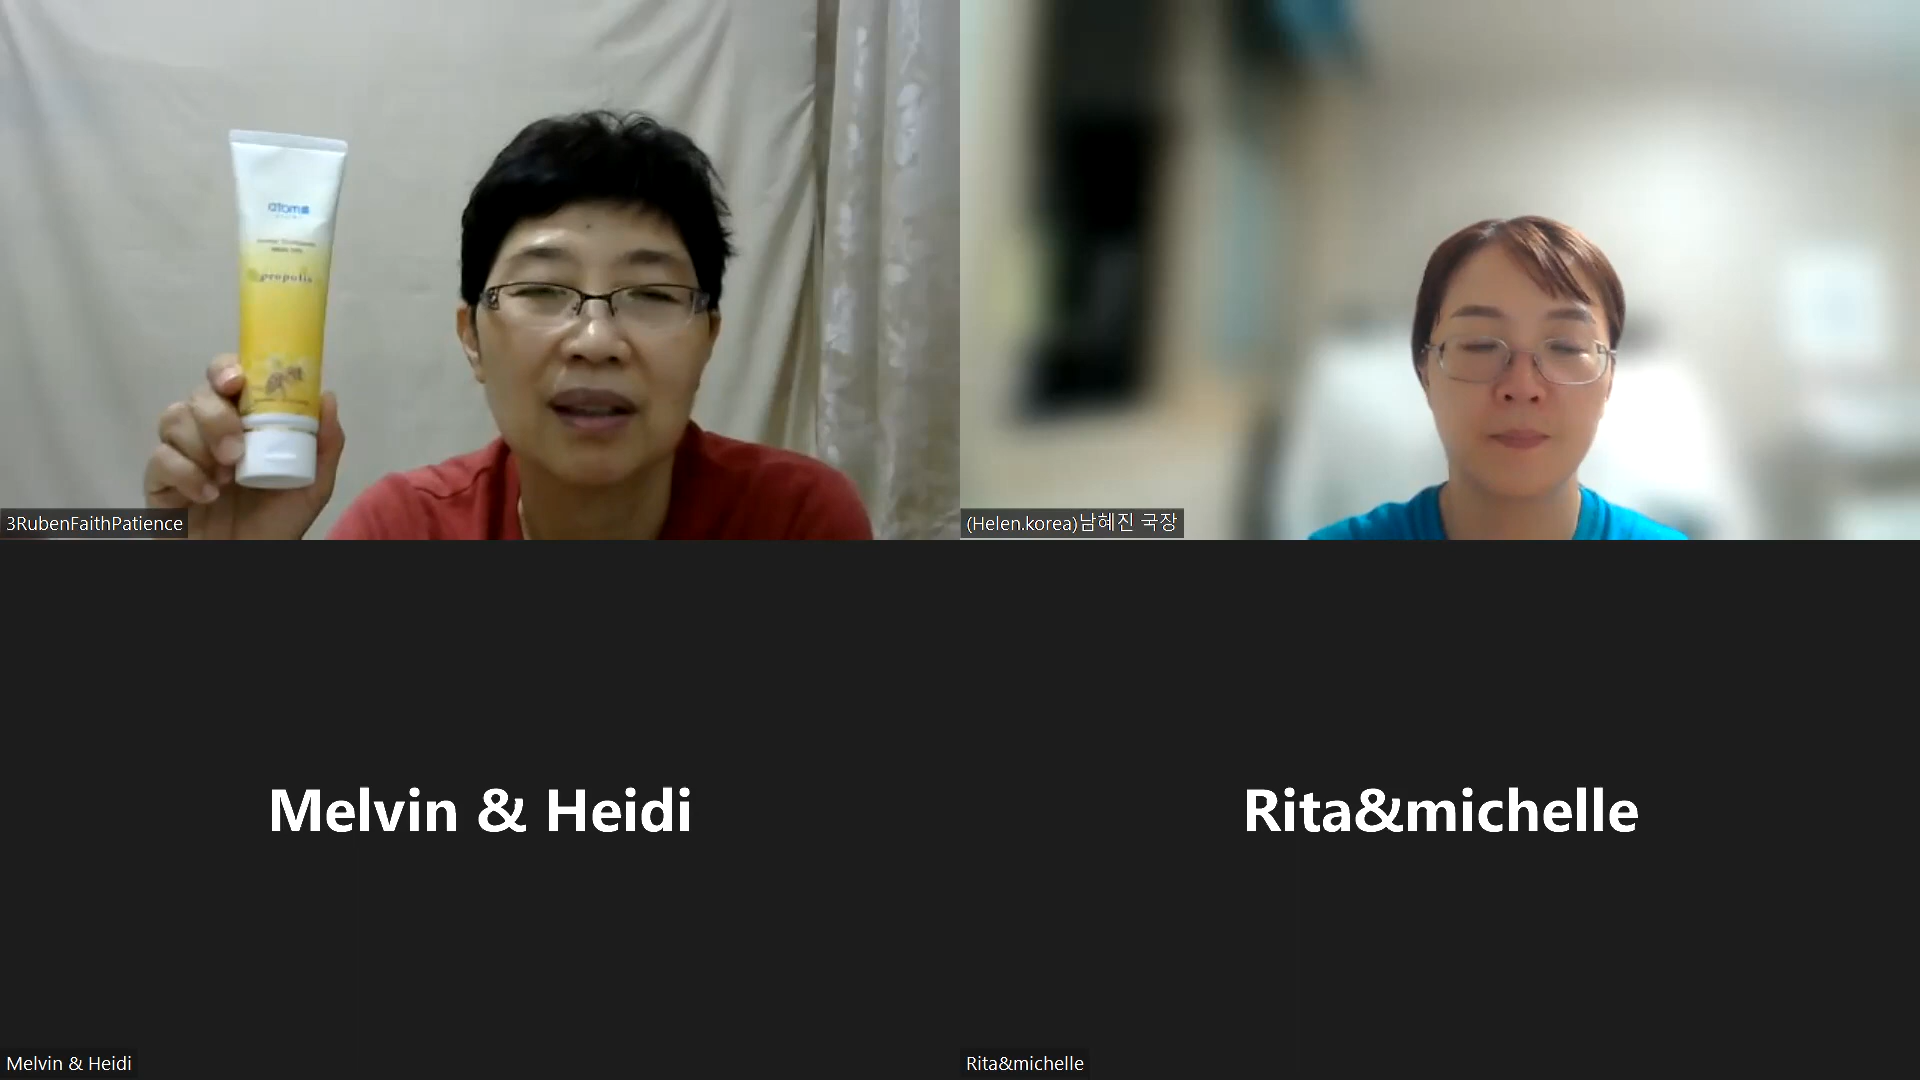 atomy
propolis
3RubenFaithPatience
(Helen.korea)남혜진 국장
Melvin & Heidi
Rita&michelle
Melvin & Heidi
Rita&michelle